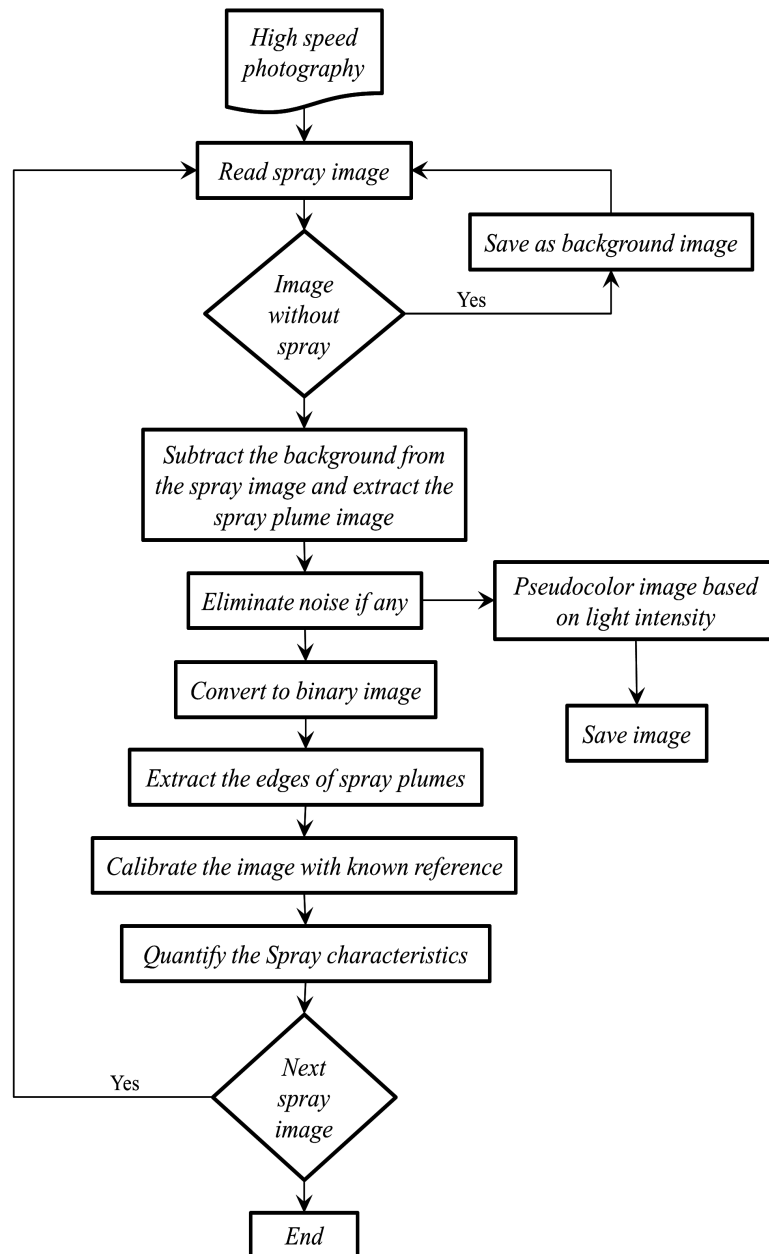 High speed
photography
Read spray image
Save as background image
Image
without
spray
Yes
Subtract the background from
the spray image and extract the
spray plume image
Eliminate noise if any
Pseudocolor image based
on light intensity
Convert to binary image
Save image
Extract the edges of spray plumes
Calibrate the image with known reference
Quantify the Spray characteristics
Next
spray
image
Yes
End